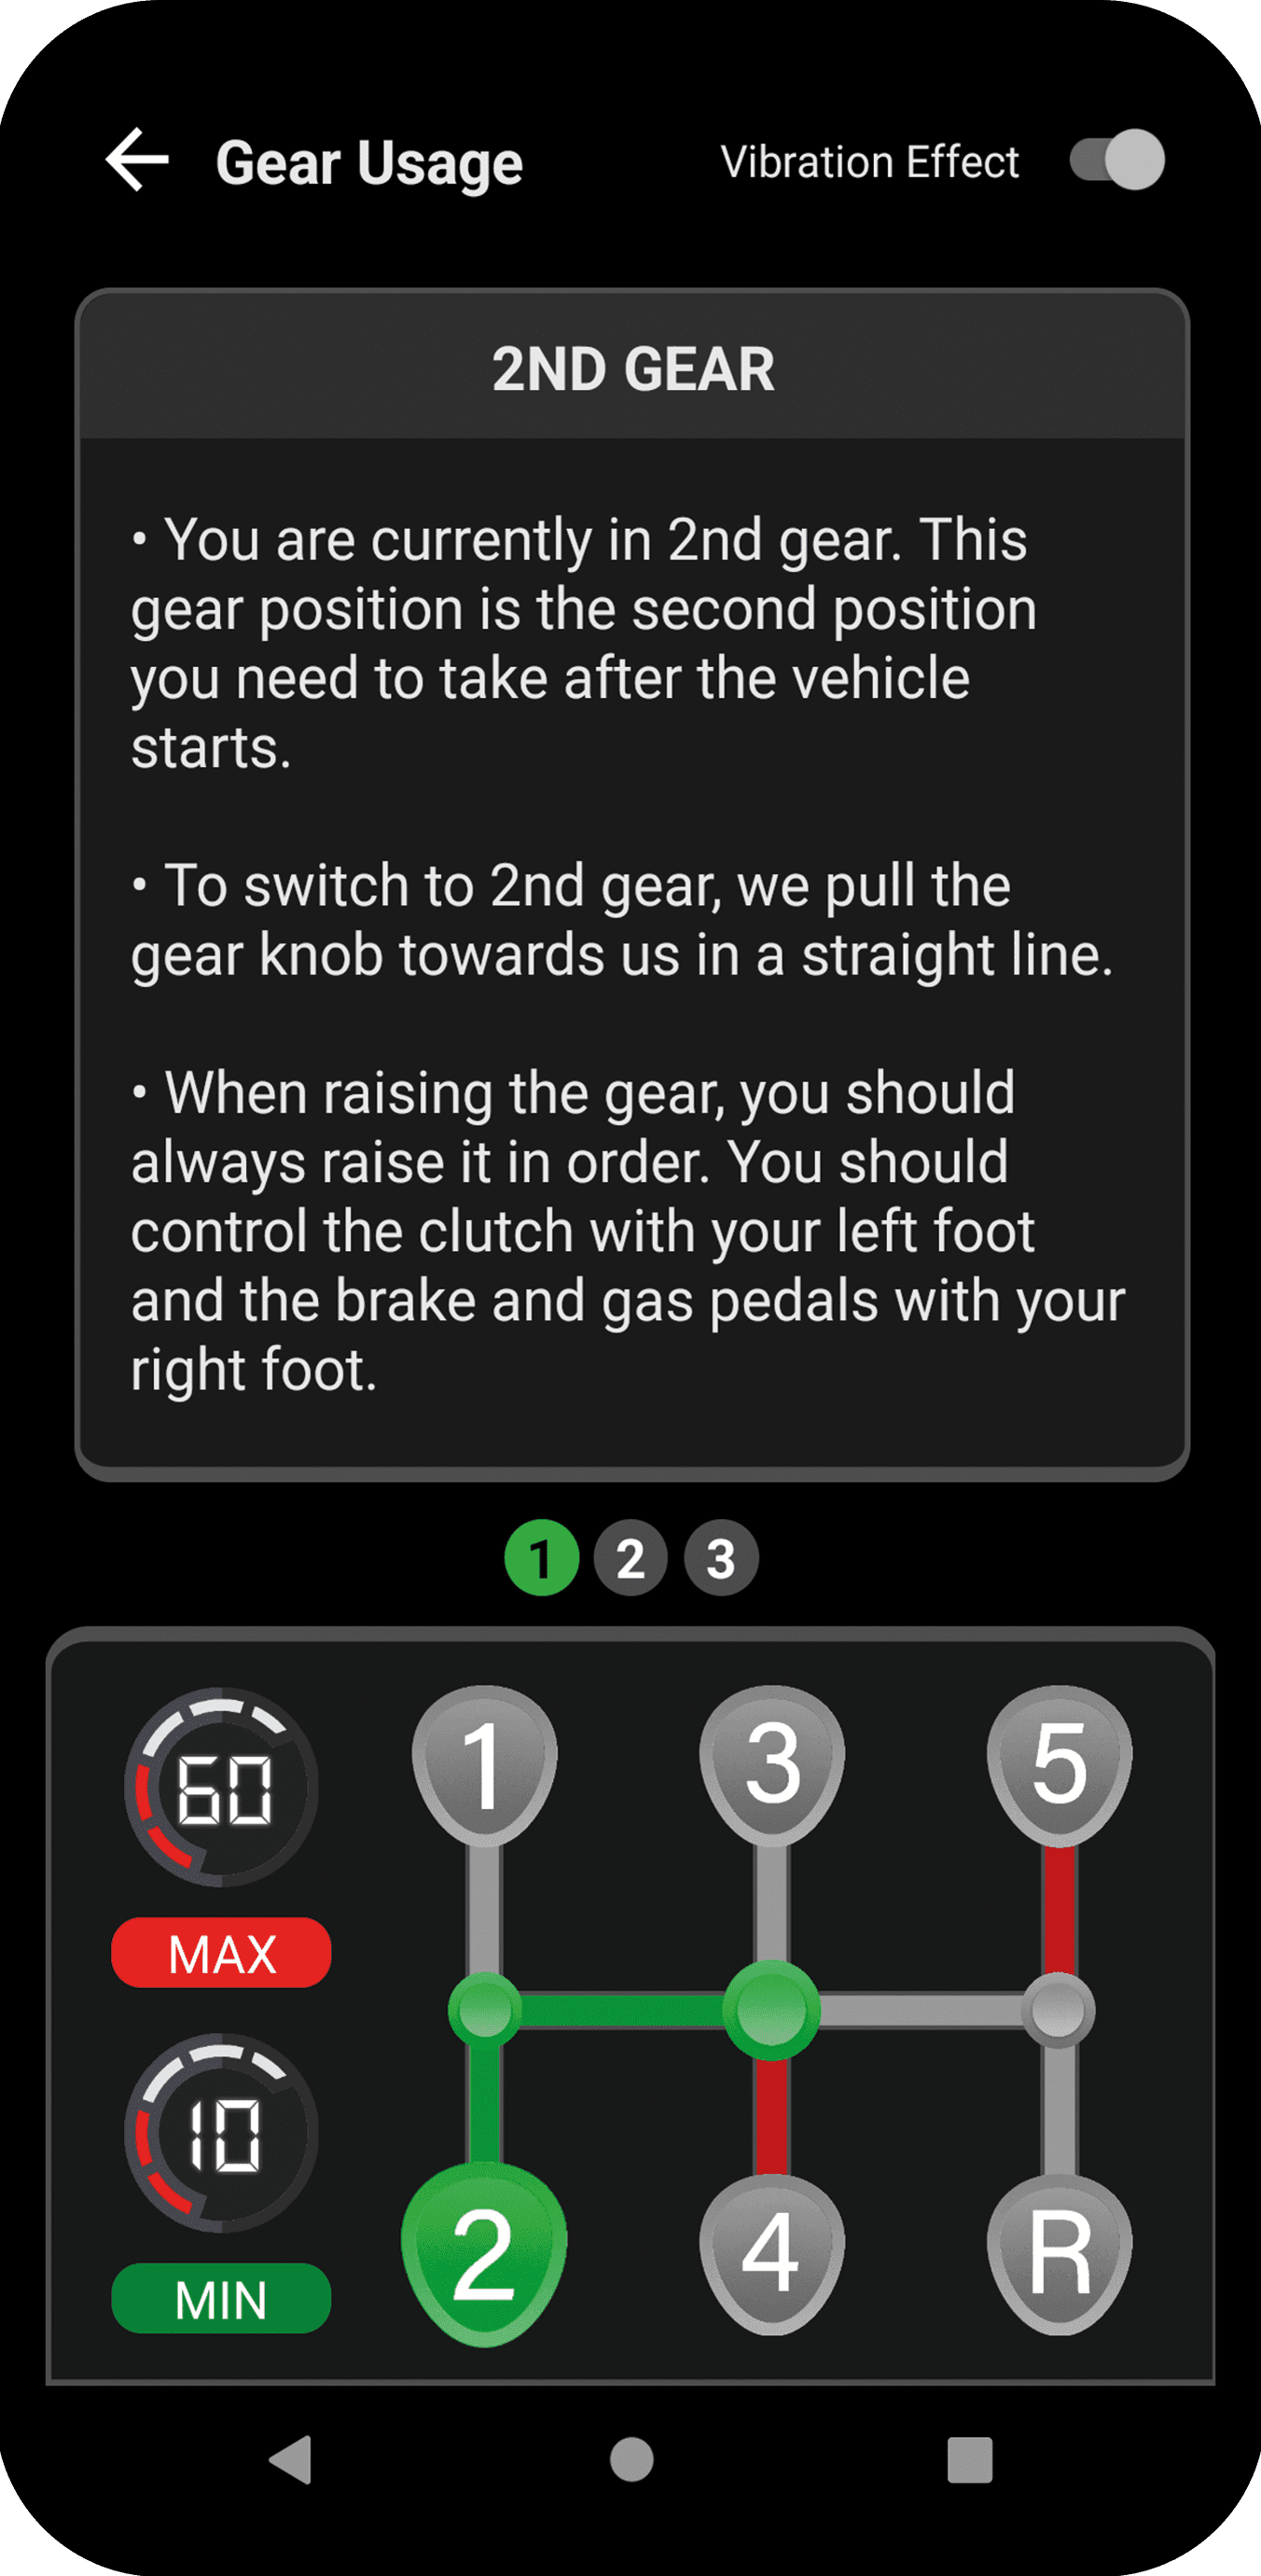 Gear Usage
Vibration Effect
2ND GEAR
• You are currently in 2nd gear. This
gear position is the second position
you need to take after the vehicle
starts.
• To switch to 2nd gear, we pull the
gear knob towards us in a straight line.
• When raising the gear, you should
always raise it in order. You should
control the clutch with your left foot
and the brake and gas pedals with your
right foot.
1 2 3
60
MAX
10
MIN
1 3 5
2 4 R